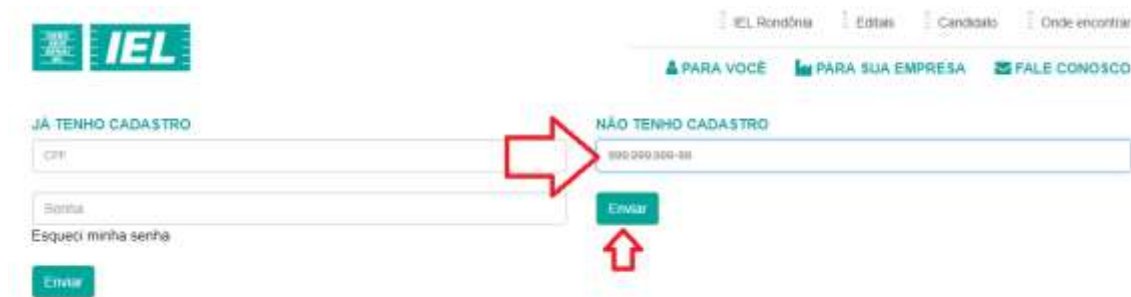 IEL
IEL Rondônia Editais Candidato Onde encontrar
PARA VOCÊ PARA SUA EMPRESA FALE CONOSCO
JÁ TENHO CADASTRO
CPF
Senha
Esqueci minha senha
Enviar
NÃO TENHO CADASTRO
999.999.999-99
Enviar